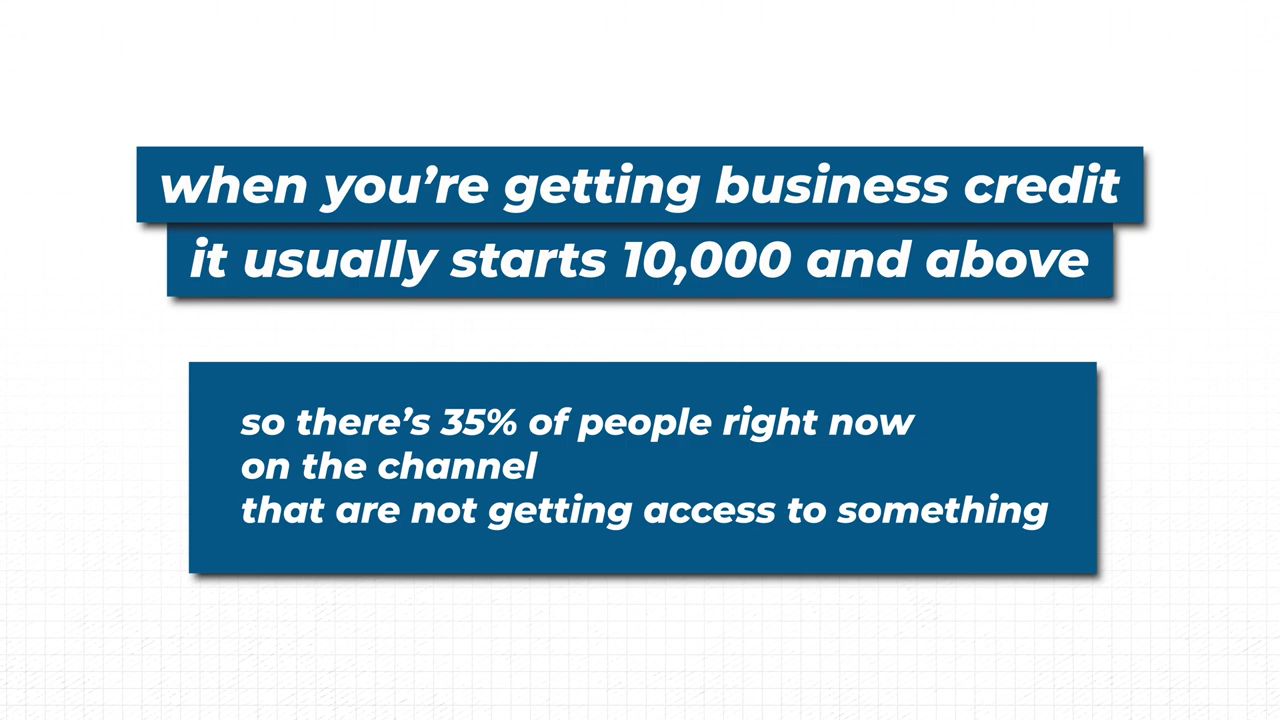 when you’re getting business credit
it usually starts 10,000 and above
so there’s 35% of people right now
on the channel
that are not getting access to something